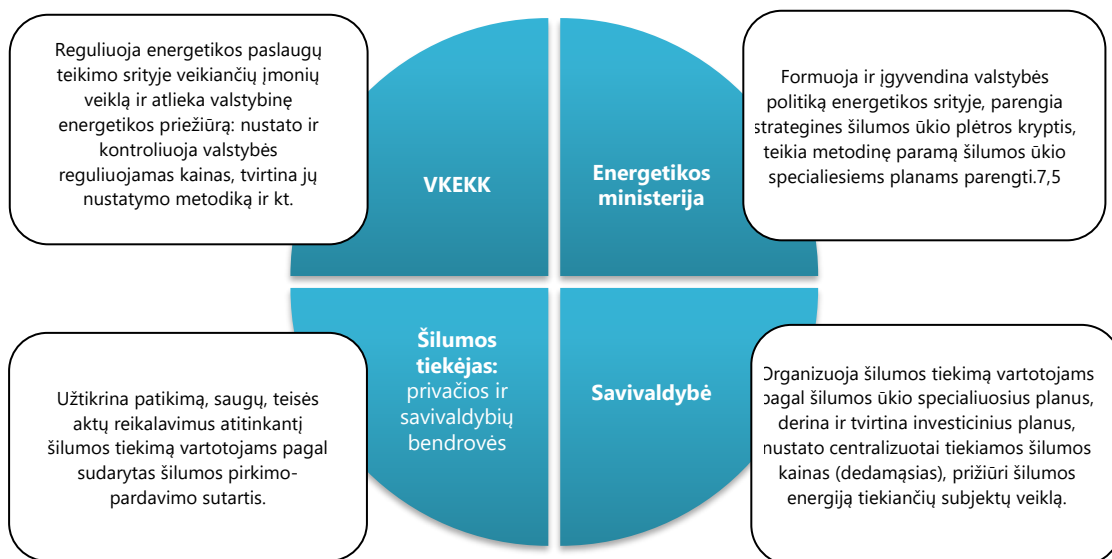 Reguliuoja energetikos paslaugų
teikimo srityje veikiančių įmonių
veiklą ir atlieka valstybinę
energetikos priežiūrą: nustato ir
kontroliuoja valstybės
reguliuojamas kainas, tvirtina jų
nustatymo metodiką ir kt.
VKEKK
Energetikos
ministerija
Formuoja ir įgyvendina valstybės
politiką energetikos srityje, parengia
strategines šilumos ūkio plėtros kryptis,
teikia metodinę paramą šilumos ūkio
specialiesiems planams parengti.7,5
Užtikrina patikimą, saugų, teisės
aktų reikalavimus atitinkantį
šilumos tiekimą vartotojams pagal
sudarytas šilumos pirkimo-
pardavimo sutartis.
Šilumos
tiekėjas:
privačios ir
savivaldybių
bendrovės
Savivaldybė
Organizuoja šilumos tiekimą vartotojams
pagal šilumos ūkio specialiuosius planus,
derina ir tvirtina investicinius planus,
nustato centralizuotai tiekiamos šilumos
kainas (dedamąsias), prižiūri šilumos
energiją tiekiančių subjektų veiklą.